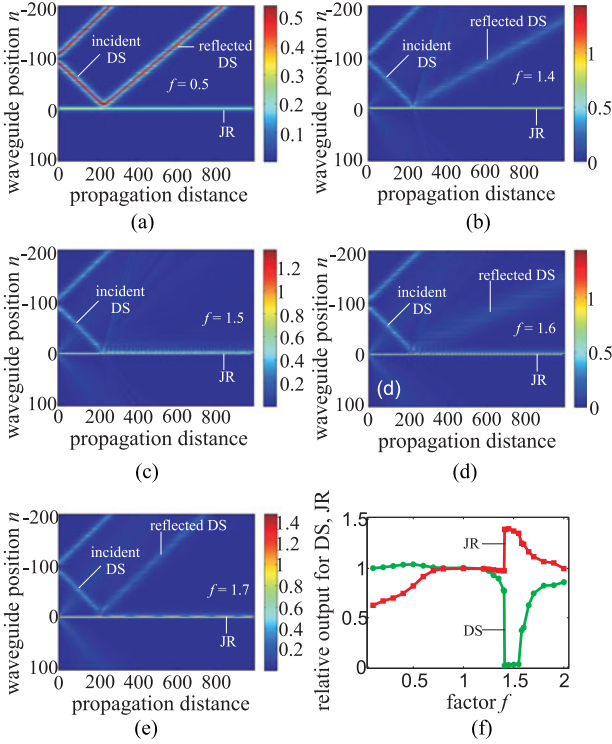 waveguide position n
-200
-100
0
100
incident
DS
reflected
DS
f = 0.5
JR
0 200 400 600 800
propagation distance
0.5
0.4
0.3
0.2
0.1
(a)
-200
-100
0
100
incident
DS
reflected DS
f = 1.4
JR
0 200 400 600 800
propagation distance
1
0.5
0
(b)
waveguide position n
-200
-100
0
100
incident
DS
f = 1.5
JR
0 200 400 600 800
propagation distance
1.2
1
0.8
0.6
0.4
0.2
(c)
-200
-100
0
100
incident
DS
reflected DS
f = 1.6
(d)
JR
0 200 400 600 800
propagation distance
1
0.5
0
(d)
waveguide position n
-200
-100
0
100
incident
DS
reflected DS
f = 1.7
JR
0 200 400 600 800
propagation distance
1.4
1.2
1
0.8
0.6
0.4
0.2
(e)
relative output for DS, JR
1.5
1
0.5
0
JR
DS
0.5 1 1.5 2
factor f
(f)